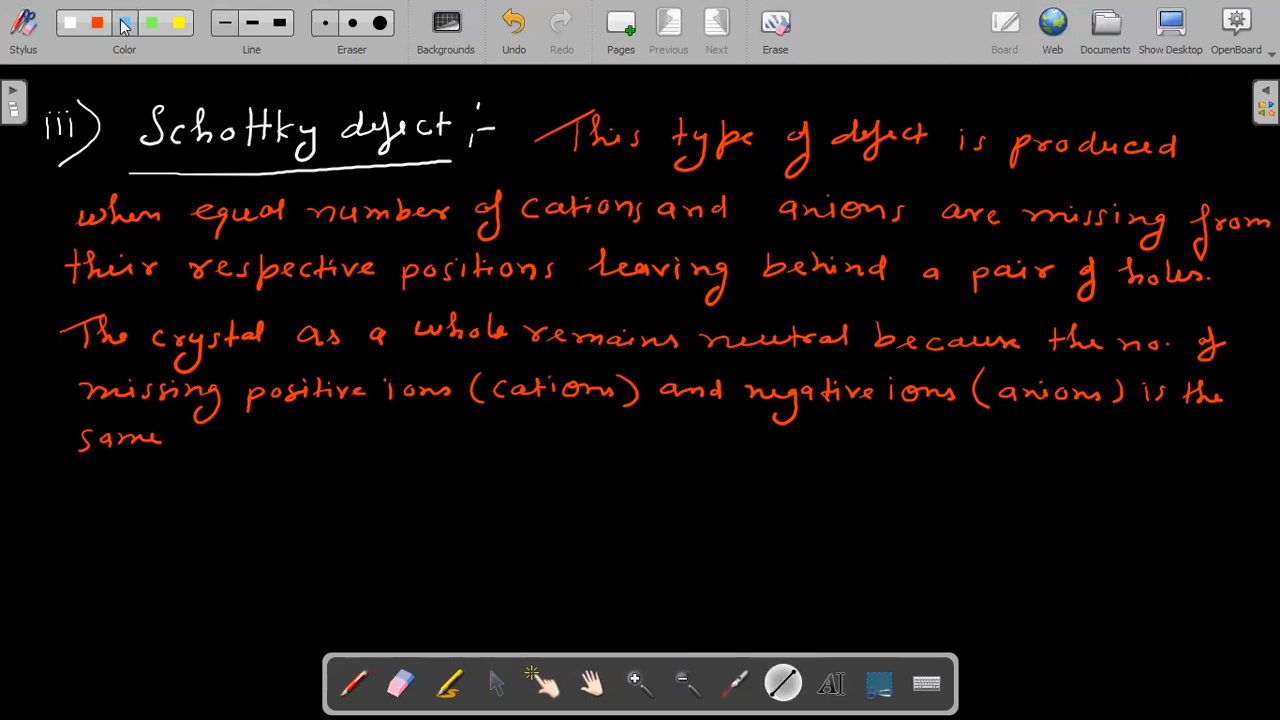 Stylus Color Line Eraser Backgrounds Undo Redo Pages Previous Next Erase Board Web Documents Show Desktop OpenBoard
iii) Schottky defect :- This type of defect is produced
when equal number of cations and anions are missing from
their respective positions leaving behind a pair of holes.
The crystal as a whole remains neutral because the no. of
missing positive ions (cations) and negative ions (anions) is the
same
AI